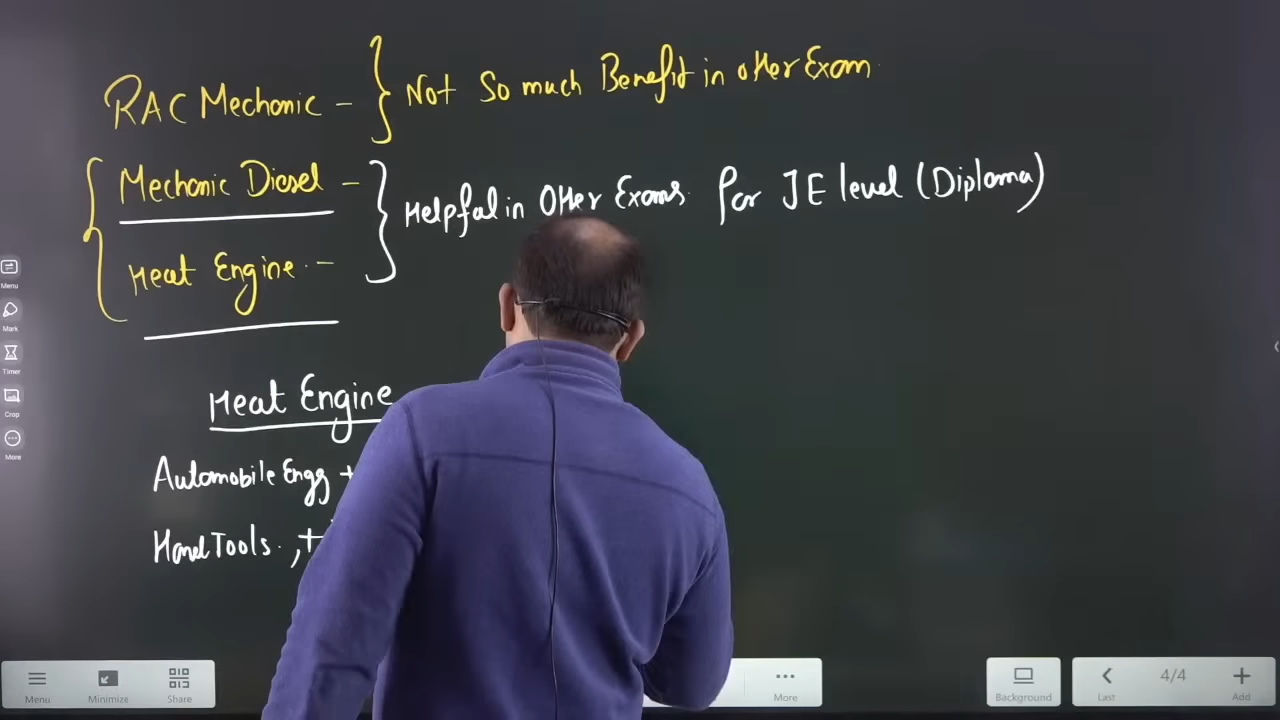 RAC Mechanic - } Not So much Benefit in other Exam
Mechanic Diesel - } Helpful in Other Exams for JE level (Diploma)
Heat Engine -
Heat Engine
Automobile Engg +
Hand Tools, +
Menu
Mark
Timer
Crop
More
Menu
Minimize
Share
More
Background
Last
4/4
Add